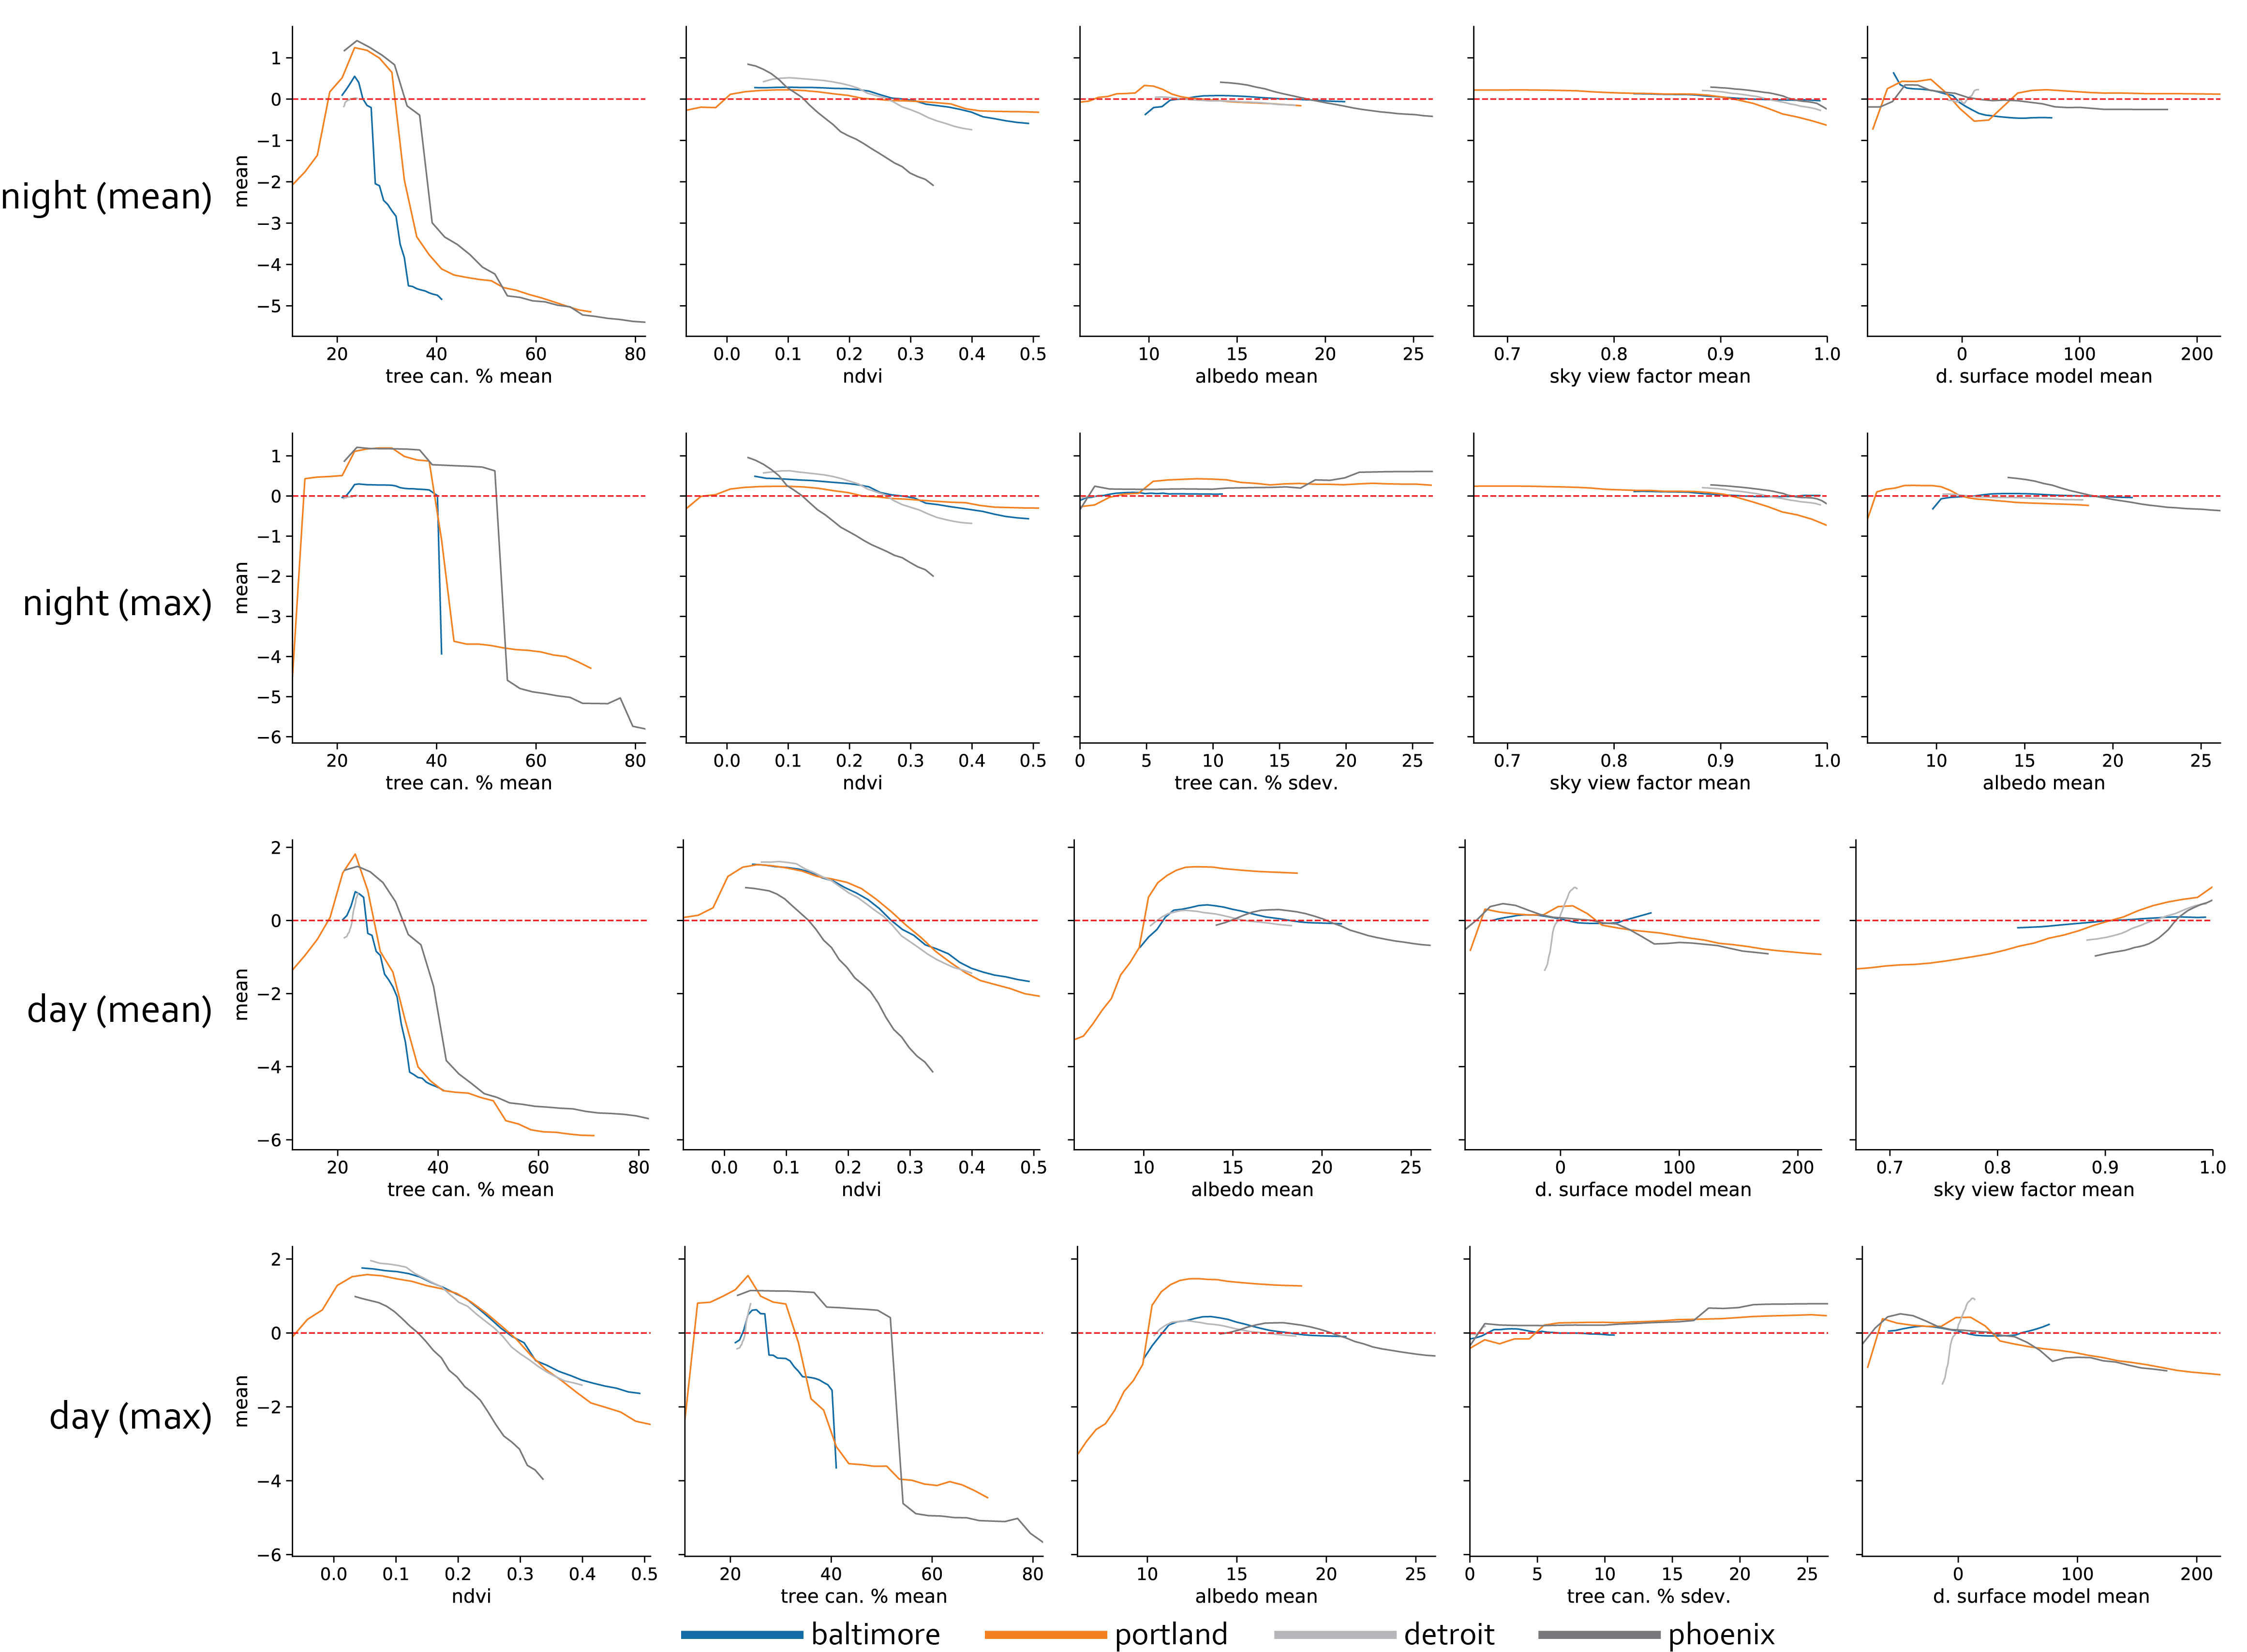 night (mean)
mean
1
0
−1
−2
−3
−4
−5
20 40 60 80
tree can. % mean
0.0 0.1 0.2 0.3 0.4 0.5
ndvi
10 15 20 25
albedo mean
0.7 0.8 0.9 1.0
sky view factor mean
0 100 200
d. surface model mean
night (max)
mean
1
0
−1
−2
−3
−4
−5
−6
20 40 60 80
tree can. % mean
0.0 0.1 0.2 0.3 0.4 0.5
ndvi
0 5 10 15 20 25
tree can. % sdev.
0.7 0.8 0.9 1.0
sky view factor mean
10 15 20 25
albedo mean
day (mean)
mean
2
0
−2
−4
−6
20 40 60 80
tree can. % mean
0.0 0.1 0.2 0.3 0.4 0.5
ndvi
10 15 20 25
albedo mean
0 100 200
d. surface model mean
0.7 0.8 0.9 1.0
sky view factor mean
day (max)
mean
2
0
−2
−4
−6
0.0 0.1 0.2 0.3 0.4 0.5
ndvi
20 40 60 80
tree can. % mean
10 15 20 25
albedo mean
0 5 10 15 20 25
tree can. % sdev.
0 100 200
d. surface model mean
baltimore portland detroit phoenix